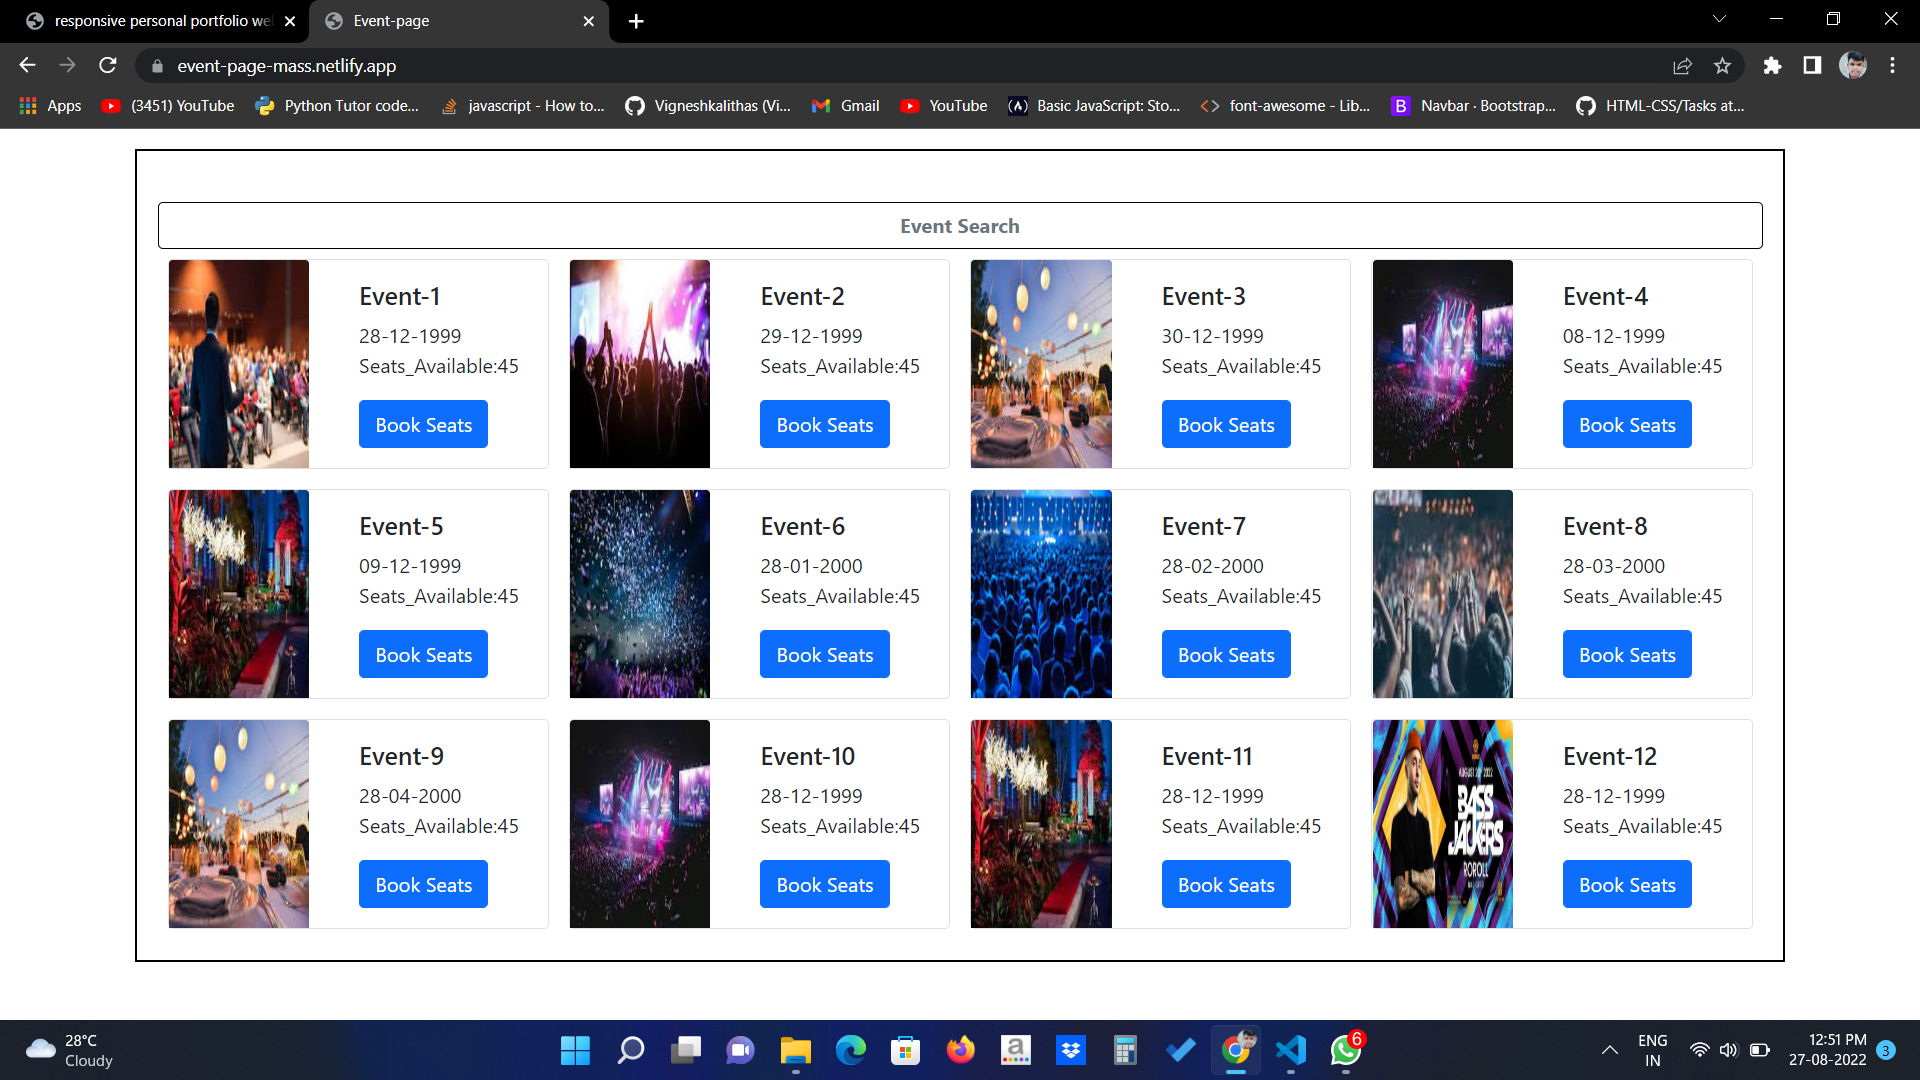 responsive personal portfolio we
Event-page
event-page-mass.netlify.app
Apps
(3451) YouTube
Python Tutor code...
javascript - How to...
Vigneshkalithas (Vi...
Gmail
YouTube
Basic JavaScript: Sto...
font-awesome - Lib...
B
Navbar · Bootstrap...
HTML-CSS/Tasks at...
Event Search
Event-1
28-12-1999
Seats_Available:45
Book Seats
Event-2
29-12-1999
Seats_Available:45
Book Seats
Event-3
30-12-1999
Seats_Available:45
Book Seats
Event-4
08-12-1999
Seats_Available:45
Book Seats
Event-5
09-12-1999
Seats_Available:45
Book Seats
Event-6
28-01-2000
Seats_Available:45
Book Seats
Event-7
28-02-2000
Seats_Available:45
Book Seats
Event-8
28-03-2000
Seats_Available:45
Book Seats
Event-9
28-04-2000
Seats_Available:45
Book Seats
Event-10
28-12-1999
Seats_Available:45
Book Seats
Event-11
28-12-1999
Seats_Available:45
Book Seats
BASS
JACKERS
ROROLL
Event-12
28-12-1999
Seats_Available:45
Book Seats
28°C
Cloudy
a
6
ENG
IN
12:51 PM
27-08-2022
3